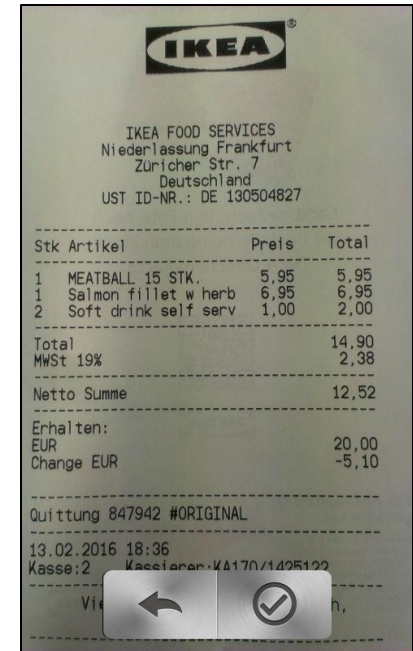 IKEA®
IKEA FOOD SERVICES
Niederlassung Frankfurt
Züricher Str. 7
Deutschland
UST ID-NR.: DE 130504827
Stk Artikel Preis Total
1 MEATBALL 15 STK. 5,95 5,95
1 Salmon fillet w herb 6,95 6,95
2 Soft drink self serv 1,00 2,00
Total 14,90
MWSt 19% 2,38
Netto Summe 12,52
Erhalten:
EUR 20,00
Change EUR -5,10
Quittung 847942 #ORIGINAL
13.02.2016 18:36
Kasse:2 Kassierer:KA170/1425122